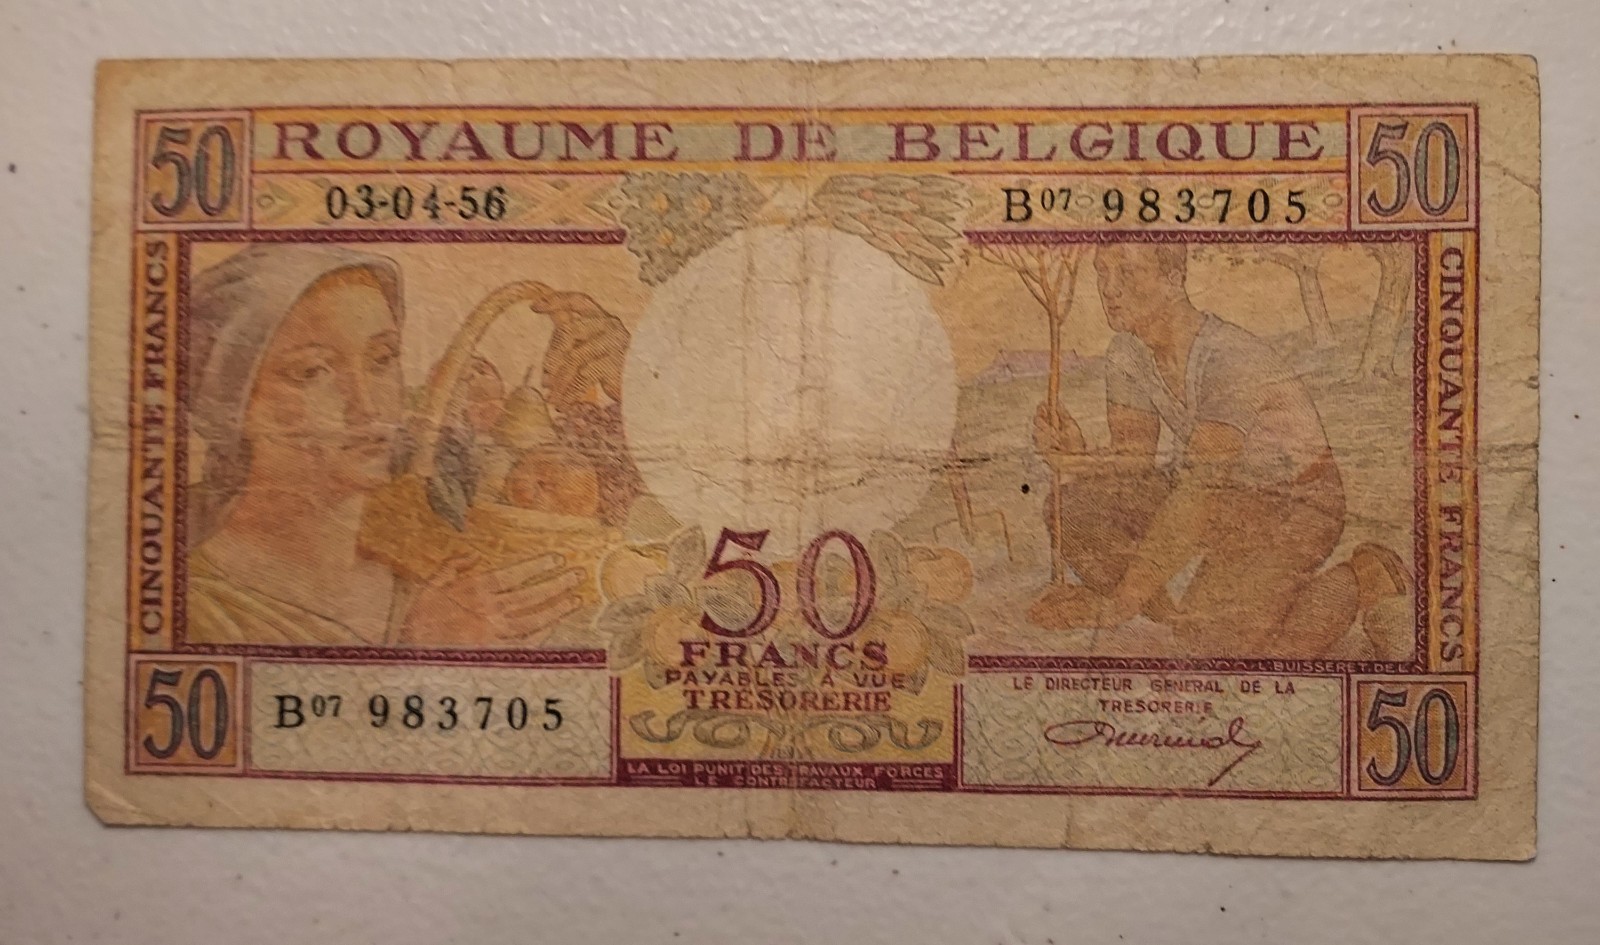 50 ROYAUME DE BELGIQUE 50
03-04-56 B07 983705
CINQUANTE FRANCS
CINQUANTE FRANCS
50
FRANCS
PAYABLES A VUE
TRESORERIE
L. BUISSERET DEL.
50 B07 983705
LE DIRECTEUR GENERAL DE LA
TRESORERIE
50
LA LOI PUNIT DES TRAVAUX FORCES
LE CONTREFACTEUR